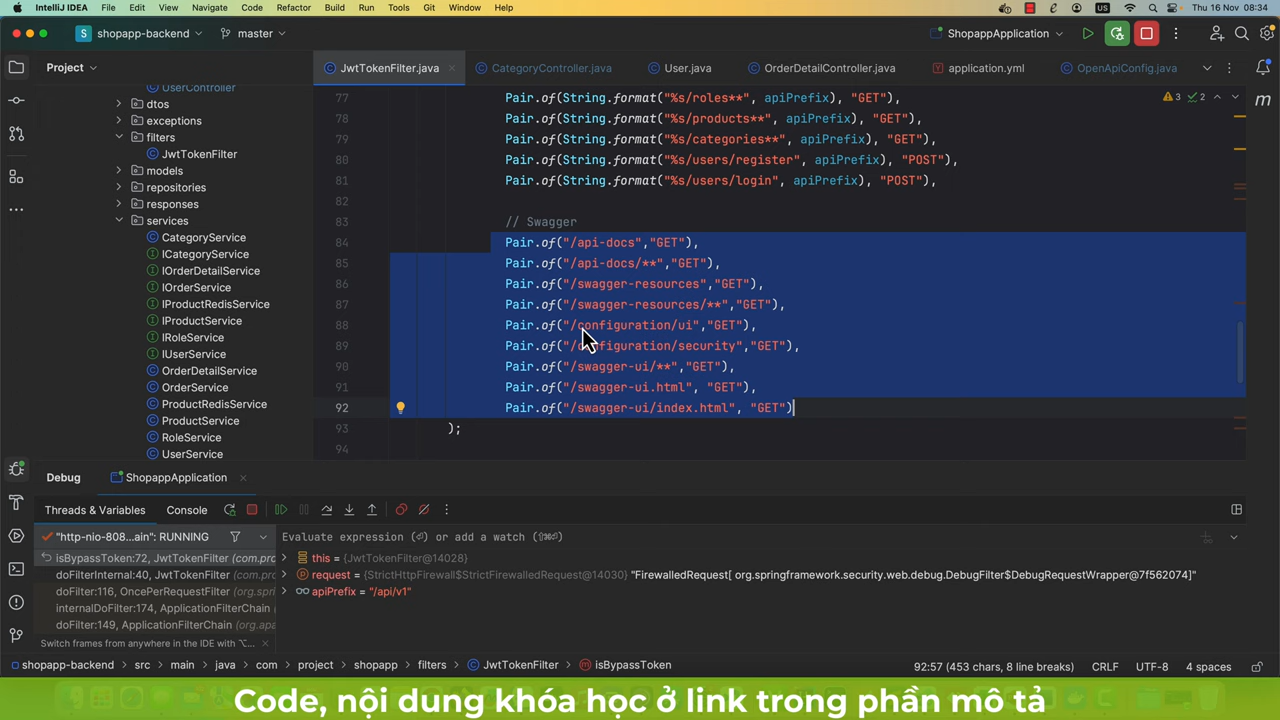 IntelliJ IDEA File Edit View Navigate Code Refactor Build Run Tools Git Window Help US Thu 16 Nov 08:34
S shopapp-backend master ShopappApplication
Project JwtTokenFilter.java CategoryController.java User.java OrderDetailController.java application.yml OpenApiConfig.java
UserController
dtos
exceptions
filters
JwtTokenFilter
models
repositories
responses
services
CategoryService
ICategoryService
IOrderDetailService
IOrderService
IProductRedisService
IProductService
IRoleService
IUserService
OrderDetailService
OrderService
ProductRedisService
ProductService
RoleService
UserService
3 2
77 Pair.of(String.format("%s/roles**", apiPrefix), "GET"),
78 Pair.of(String.format("%s/products**", apiPrefix), "GET"),
79 Pair.of(String.format("%s/categories**", apiPrefix), "GET"),
80 Pair.of(String.format("%s/users/register", apiPrefix), "POST"),
81 Pair.of(String.format("%s/users/login", apiPrefix), "POST"),
82
83 // Swagger
84 Pair.of("/api-docs","GET"),
85 Pair.of("/api-docs/**","GET"),
86 Pair.of("/swagger-resources","GET"),
87 Pair.of("/swagger-resources/**","GET"),
88 Pair.of("/configuration/ui","GET"),
89 Pair.of("/configuration/security","GET"),
90 Pair.of("/swagger-ui/**","GET"),
91 Pair.of("/swagger-ui.html", "GET"),
92 Pair.of("/swagger-ui/index.html", "GET")
93 );
94
Debug ShopappApplication
Threads & Variables Console
"http-nio-808...ain": RUNNING
isBypassToken:72, JwtTokenFilter (com.pro
doFilterInternal:40, JwtTokenFilter (com.pro
doFilter:116, OncePerRequestFilter (org.spr
internalDoFilter:174, ApplicationFilterChain
doFilter:149, ApplicationFilterChain (org.apa
Switch frames from anywhere in the IDE with ⌥...
Evaluate expression (⏎) or add a watch (⇧⌘⏎)
this = {JwtTokenFilter@14028}
request = {StrictHttpFirewall$StrictFirewalledRequest@14030} "FirewalledRequest[ org.springframework.security.web.debug.DebugFilter$DebugRequestWrapper@7f562074]"
apiPrefix = "/api/v1"
shopapp-backend > src > main > java > com > project > shopapp > filters > JwtTokenFilter > isBypassToken 92:57 (453 chars, 8 line breaks) CRLF UTF-8 4 spaces
Code, nội dung khóa học ở link trong phần mô tả